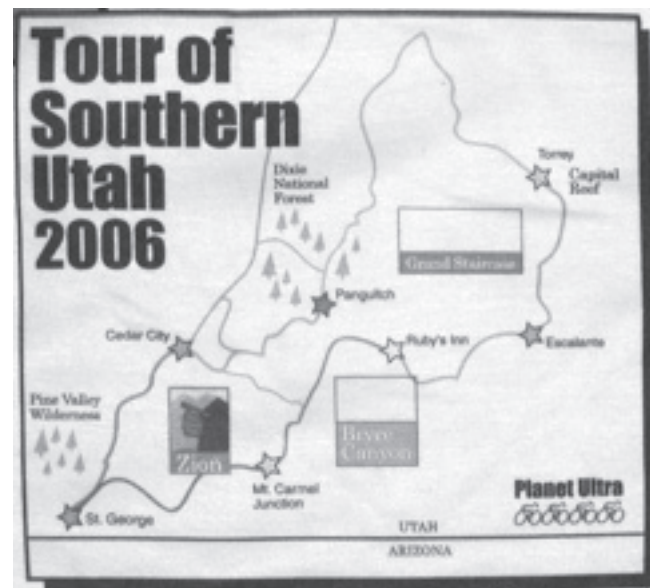 Tour of
Southern
Utah
2006
Dixie
National
Forest
Torrey
Capital
Reef
Grand Staircase
Panguitch
Cedar City
Ruby's Inn
Escalante
Pine Valley
Wilderness
Zion
Bryce
Canyon
Mt. Carmel
Junction
St. George
Planet Ultra
UTAH
ARIZONA